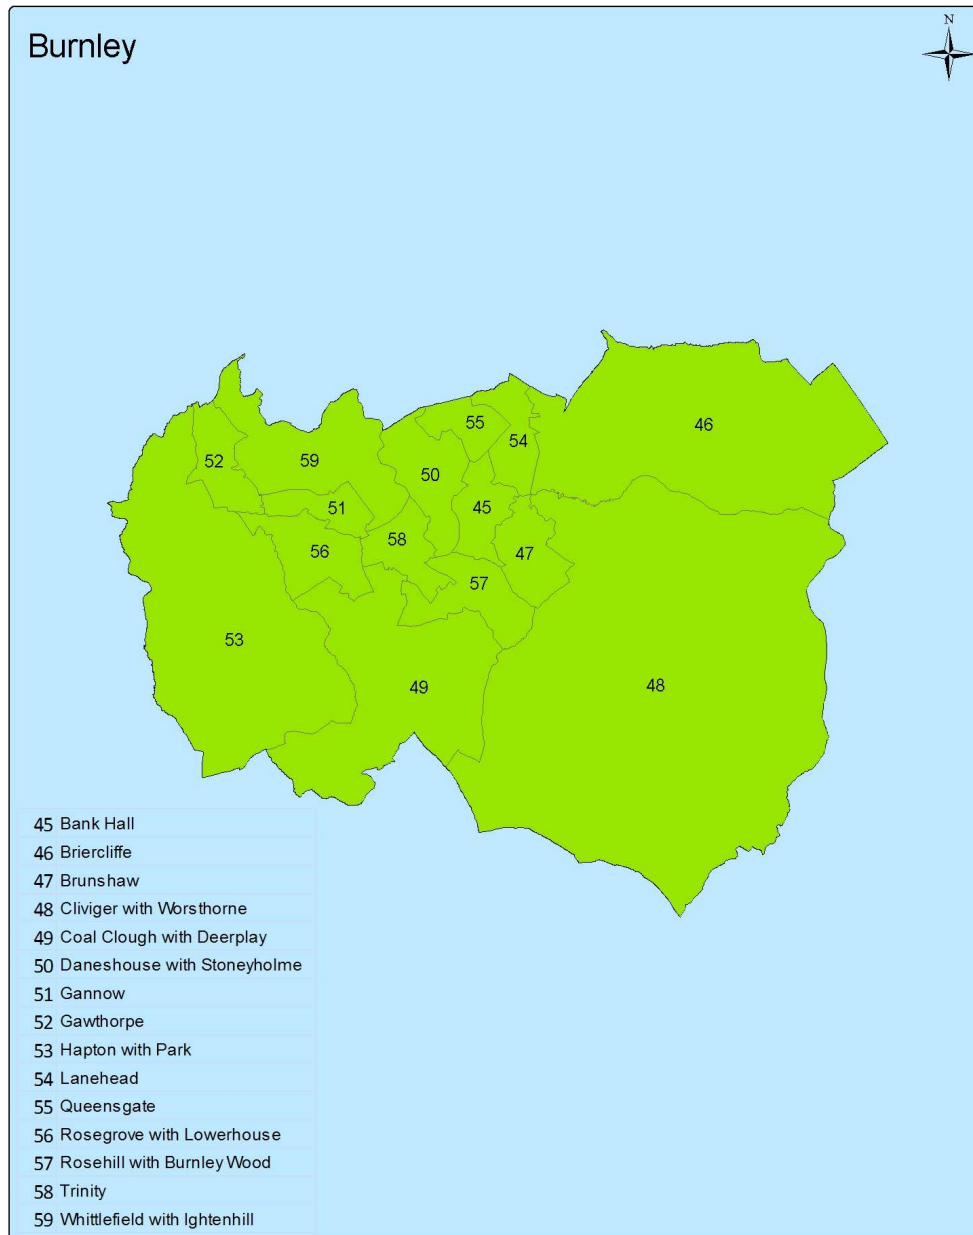 N
Burnley
46
55
54
52
59
50
45
51
58
56
47
57
53
49
48
45 Bank Hall
46 Briercliffe
47 Brunshaw
48 Cliviger with Worsthorne
49 Coal Clough with Deerplay
50 Daneshouse with Stoneyholme
51 Gannow
52 Gawthorpe
53 Hapton with Park
54 Lanehead
55 Queensgate
56 Rosegrove with Lowerhouse
57 Rosehill with Burnley Wood
58 Trinity
59 Whittlefield with Ightenhill